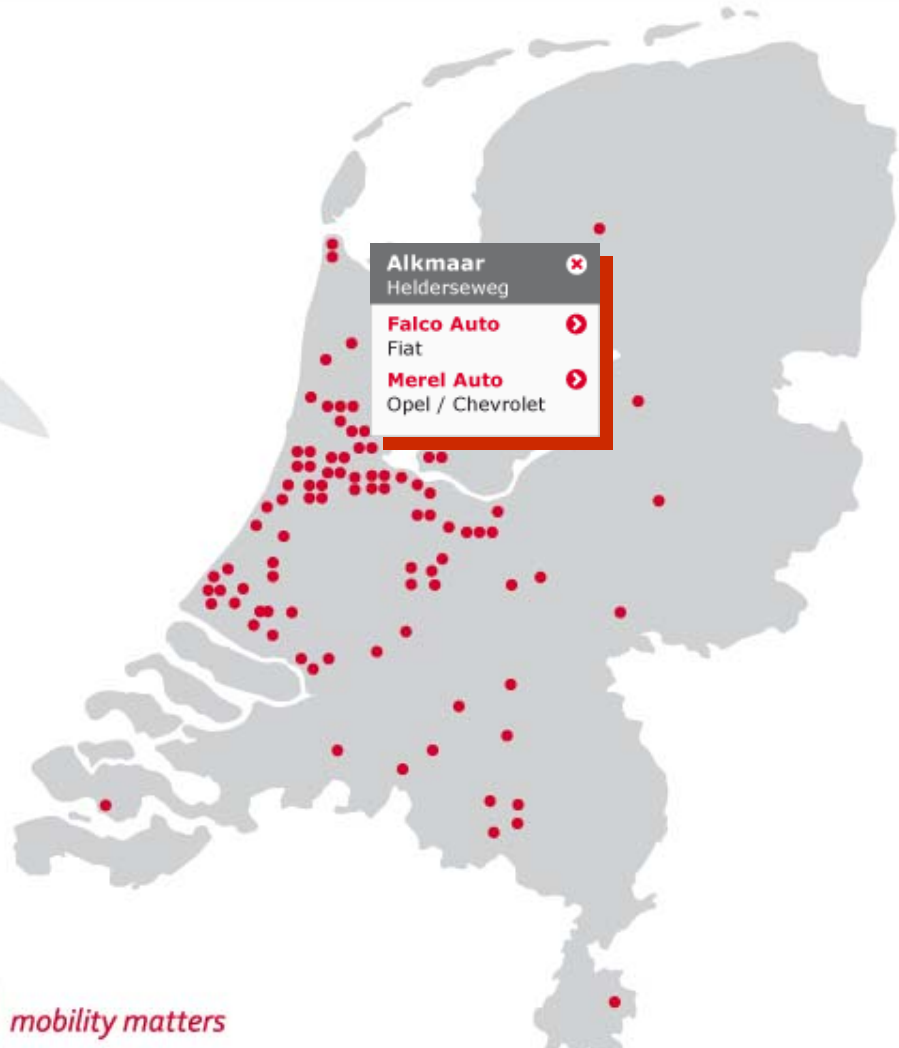 Alkmaar
Helderseweg
Falco Auto
Fiat
Merel Auto
Opel / Chevrolet
mobility matters